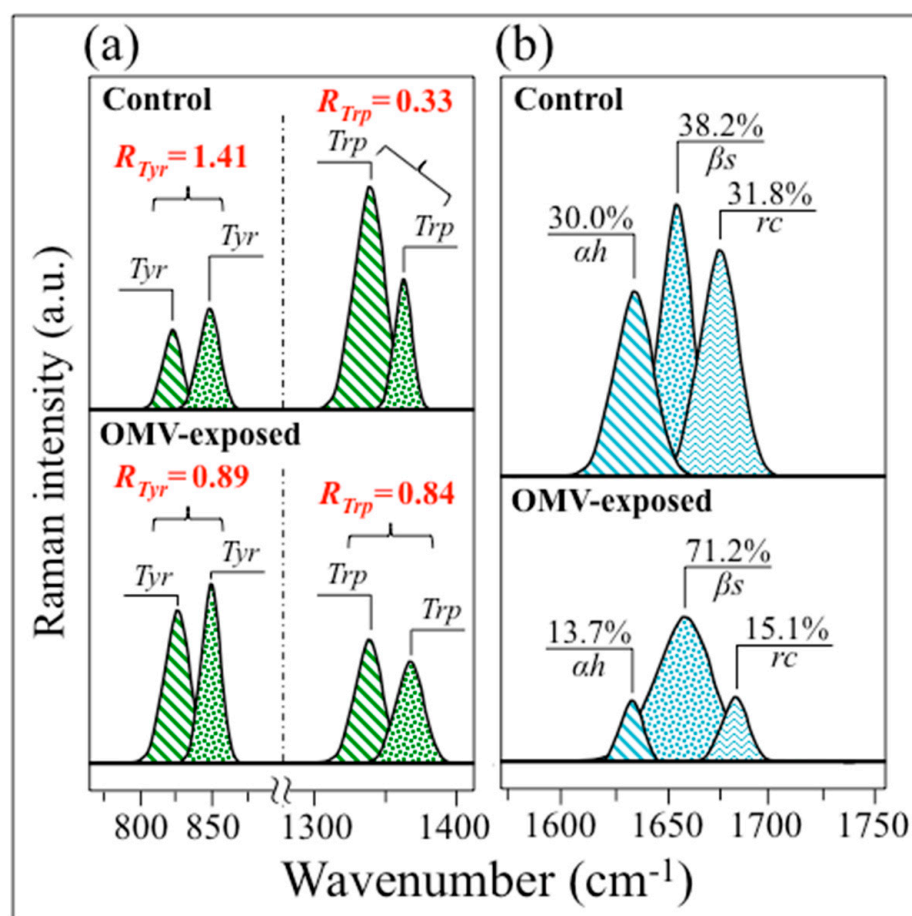 (a)
Control
R_Tyr= 1.41
R_Trp= 0.33
Tyr
Tyr
Trp
Trp
OMV-exposed
R_Tyr= 0.89
R_Trp= 0.84
Tyr
Tyr
Trp
Trp
(b)
Control
38.2%
βs
30.0%
αh
31.8%
rc
OMV-exposed
71.2%
βs
13.7%
αh
15.1%
rc
Raman intensity (a.u.)
800 850 1300 1400
1600 1650 1700 1750
Wavenumber (cm-1)